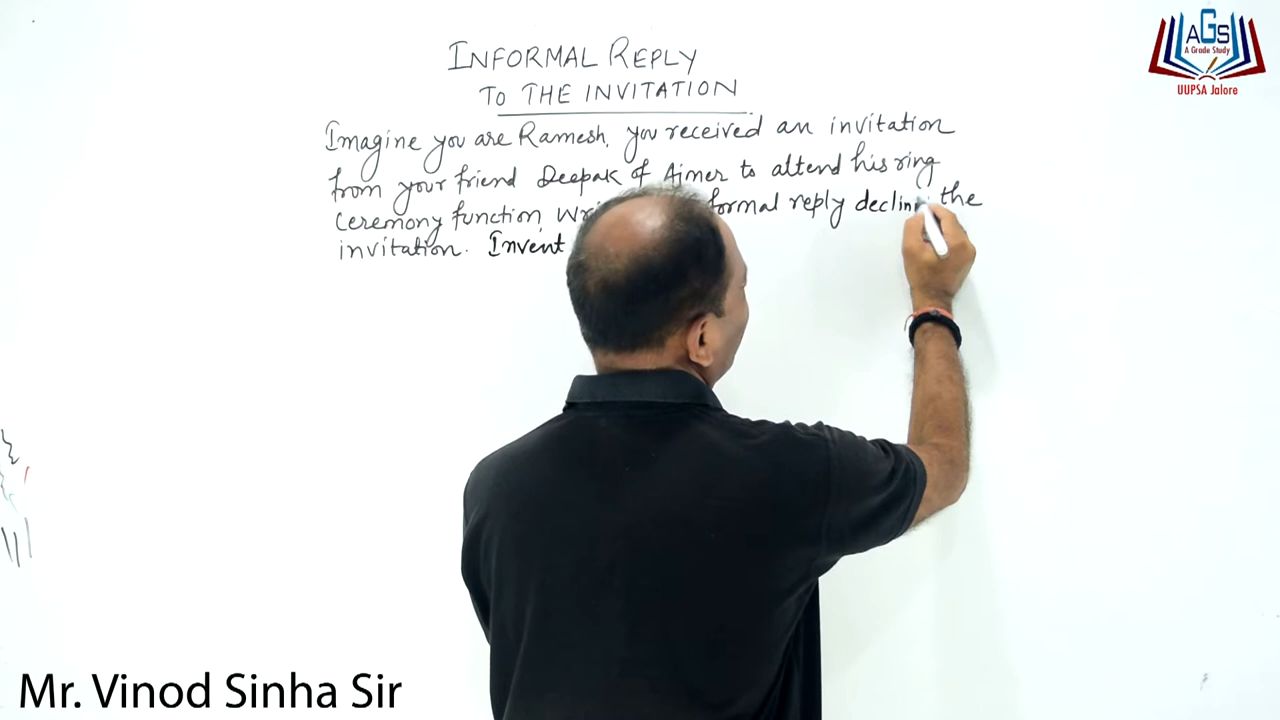 INFORMAL REPLY
TO THE INVITATION
Imagine you are Ramesh, you received an invitation
from your friend Deepak of Ajmer to attend his ring
ceremony function, formal reply the
invitation. Invent
AGS
A Grade Study
UUPSA Jalore
Mr. Vinod Sinha Sir